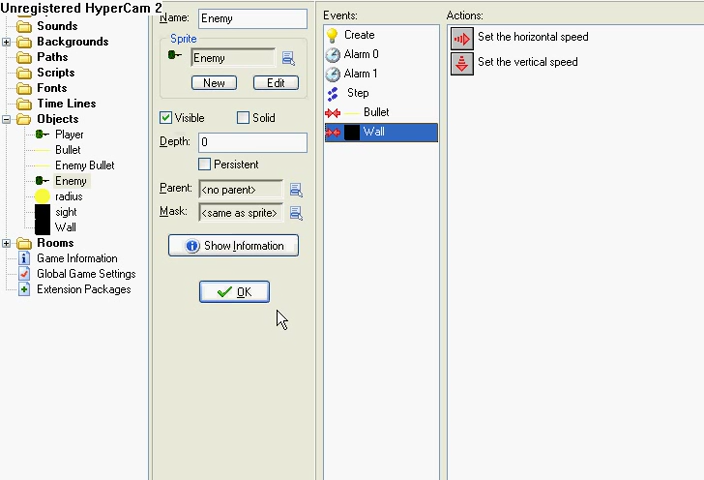 Unregistered HyperCam 2
Sounds
Backgrounds
Paths
Scripts
Fonts
Time Lines
Objects
Player
Bullet
Enemy Bullet
Enemy
radius
sight
Wall
Rooms
Game Information
Global Game Settings
Extension Packages
Name: Enemy
Sprite
Enemy
New Edit
Visible Solid
Depth: 0
Persistent
Parent: <no parent>
Mask: <same as sprite>
Show Information
OK
Events:
Create
Alarm 0
Alarm 1
Step
Bullet
Wall
Actions:
Set the horizontal speed
Set the vertical speed